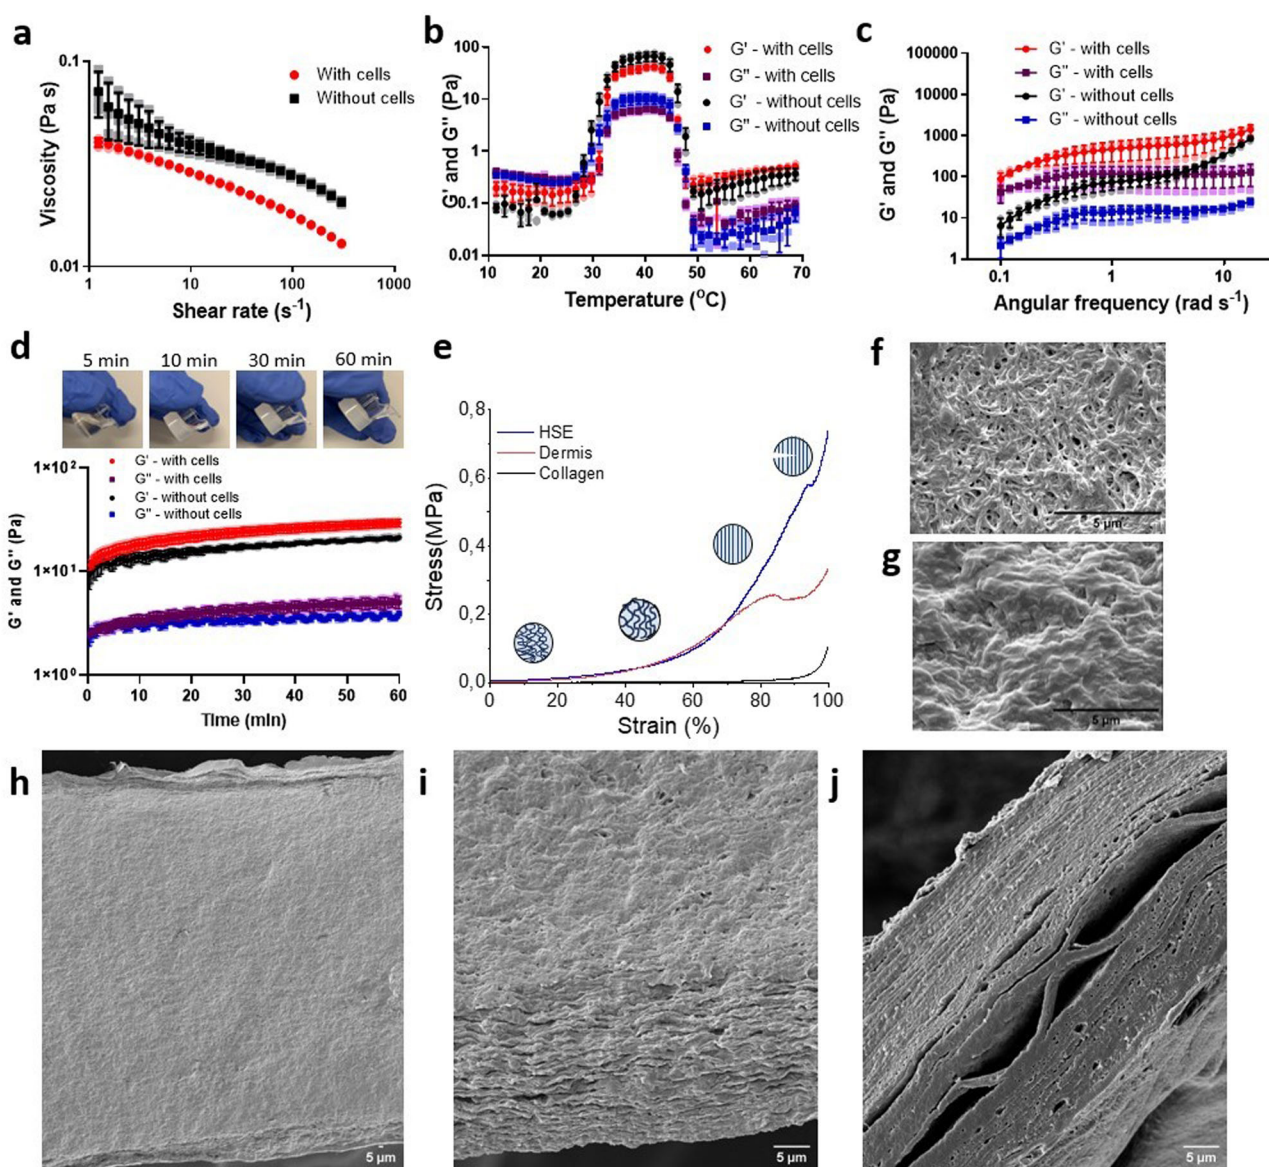 a
0.1
0.01
Viscosity (Pa s)
With cells
Without cells
1
10
100
1000
Shear rate (s-1)
b
100
10
1
0.1
0.01
G' and G'' (Pa)
G' - with cells
G'' - with cells
G' - without cells
G'' - without cells
10
20
30
40
50
60
70
Temperature (OC)
c
100000
10000
1000
100
10
1
G' and G'' (Pa)
G' - with cells
G'' - with cells
G' - without cells
G'' - without cells
0.1
1
10
Angular frequency (rad s-1)
d
5 min
10 min
30 min
60 min
G' - with cells
G'' - with cells
G' - without cells
G'' - without cells
1×10²
1×10¹
1×10⁰
G' and G'' (Pa)
0
10
20
30
40
50
60
Time (min)
e
0,8
0,6
0,4
0,2
0,0
Stress(MPa)
HSE
Dermis
Collagen
0
20
40
60
80
100
Strain (%)
f
5 µm
g
5 µm
h
5 µm
i
5 µm
j
5 µm